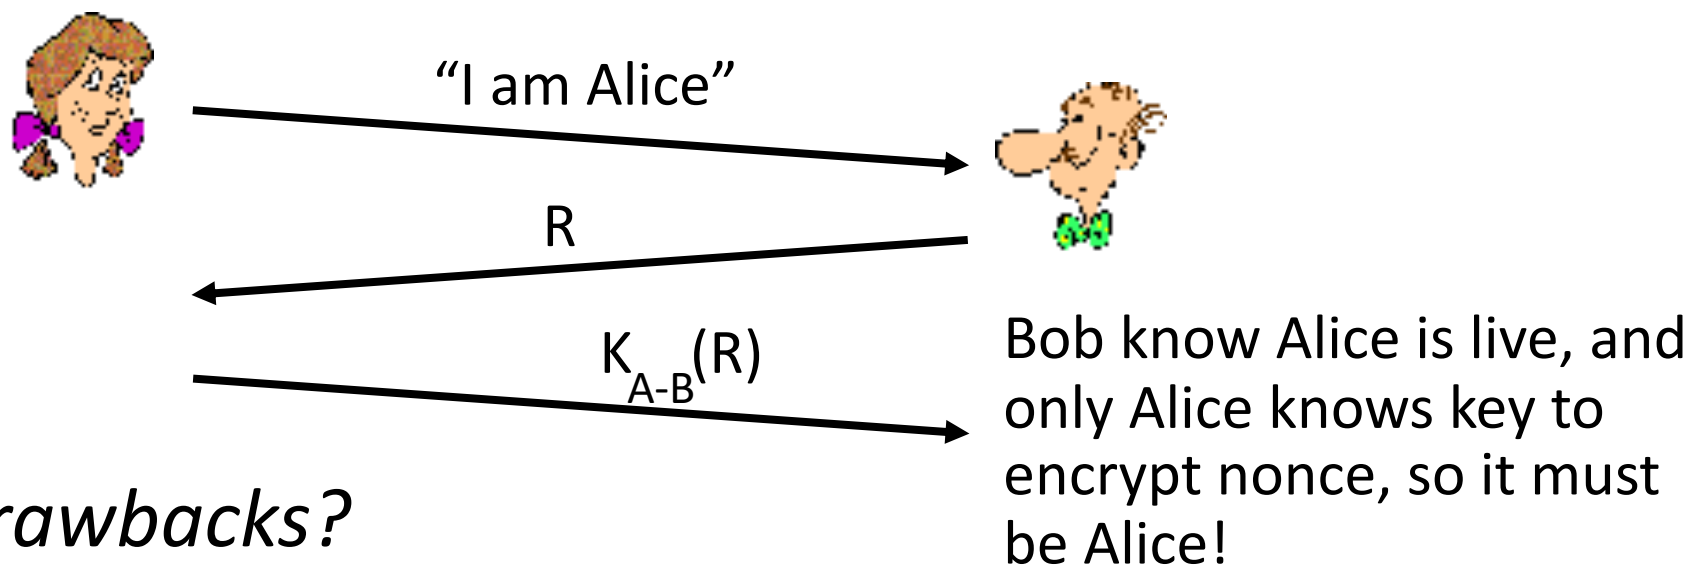 “I am Alice”
R
K_A-B(R)
Bob know Alice is live, and
only Alice knows key to
encrypt nonce, so it must
be Alice!
rawbacks?